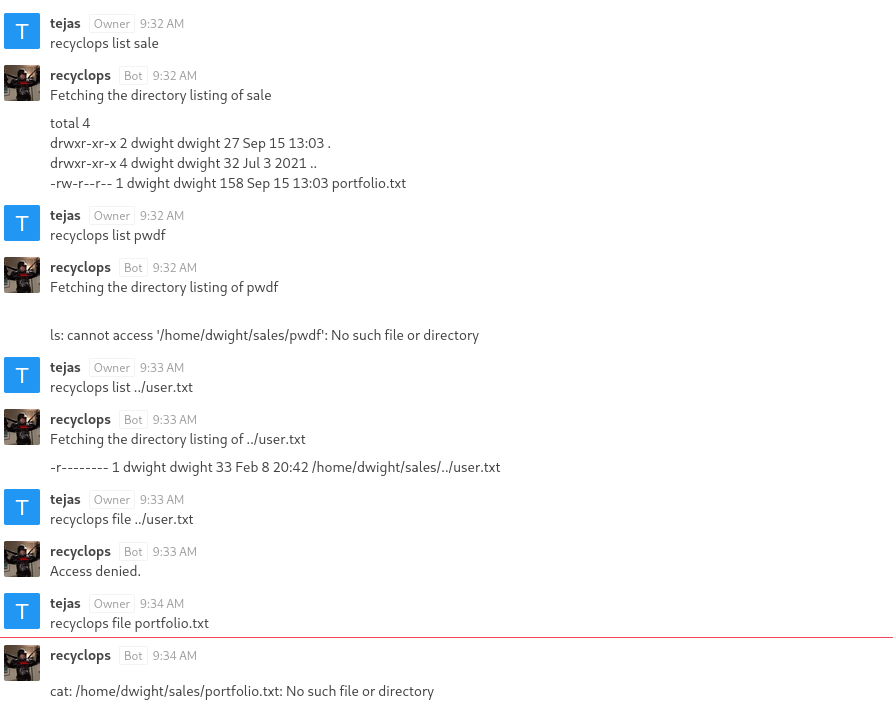 T
tejas Owner 9:32 AM
recyclops list sale
recyclops Bot 9:32 AM
Fetching the directory listing of sale
total 4
drwxr-xr-x 2 dwight dwight 27 Sep 15 13:03 .
drwxr-xr-x 4 dwight dwight 32 Jul 3 2021 ..
-rw-r--r-- 1 dwight dwight 158 Sep 15 13:03 portfolio.txt
T
tejas Owner 9:32 AM
recyclops list pwdf
recyclops Bot 9:32 AM
Fetching the directory listing of pwdf
ls: cannot access '/home/dwight/sales/pwdf': No such file or directory
T
tejas Owner 9:33 AM
recyclops list ../user.txt
recyclops Bot 9:33 AM
Fetching the directory listing of ../user.txt
-r-------- 1 dwight dwight 33 Feb 8 20:42 /home/dwight/sales/../user.txt
T
tejas Owner 9:33 AM
recyclops file ../user.txt
recyclops Bot 9:33 AM
Access denied.
T
tejas Owner 9:34 AM
recyclops file portfolio.txt
recyclops Bot 9:34 AM
cat: /home/dwight/sales/portfolio.txt: No such file or directory